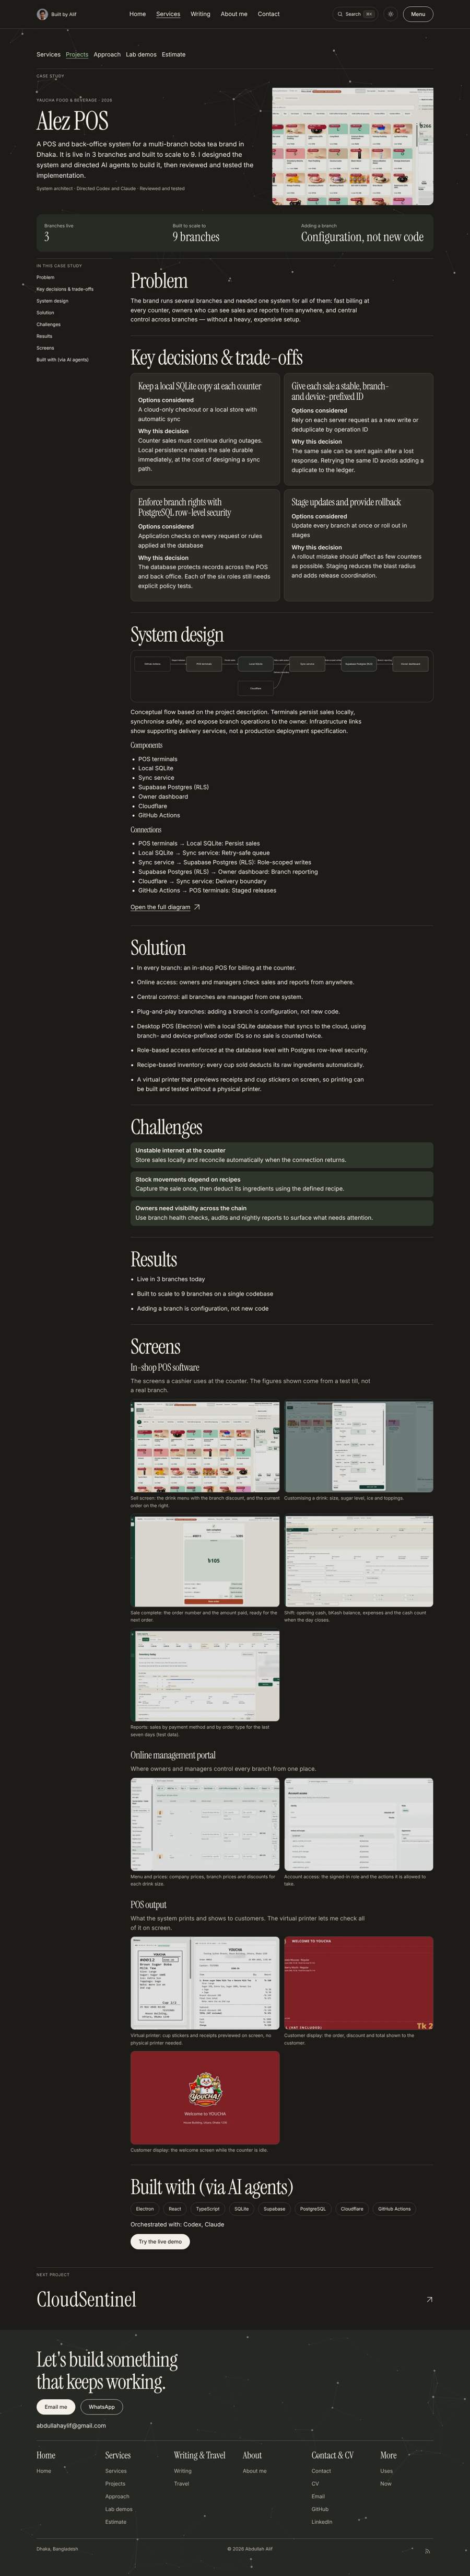 Built by Alif
Home
Services
Writing
About me
Contact
Search
Menu
Services
Projects
Approach
Lab demos
Estimate
CASE STUDY
YAUCHA FOOD & BEVERAGE · 2026
Alez POS
A POS and back-office system for a multi-branch boba tea brand in
Dhaka. It is live in 3 branches and built to scale to 9. I designed the
system and directed AI agents to build it, then reviewed and tested the
implementation.
System architect · Directed Codex and Claude · Reviewed and tested
Branches live
3
Built to scale to
9 branches
Adding a branch
Configuration, not new code
IN THIS CASE STUDY
Problem
Key decisions & trade-offs
System design
Solution
Challenges
Results
Screens
Built with (via AI agents)
Problem
The brand runs several branches and needed one system for all of them: fast billing at
every counter, owners who can see sales and reports from anywhere, and central
control across branches — without a heavy, expensive setup.
Key decisions & trade-offs
Keep a local SQLite copy at each counter
Options considered
A cloud-only checkout or a local store with
automatic sync
Why this decision
Counter sales must continue during outages.
Local persistence makes the sale durable
immediately, at the cost of designing a sync
path.
Give each sale a stable, branch-
and device-prefixed ID
Options considered
Rely on each server request as a new write or
deduplicate by operation ID
Why this decision
The same sale can be sent again after a lost
response. Retrying the same ID avoids adding a
duplicate to the ledger.
Enforce branch rights with
PostgreSQL row-level security
Options considered
Application checks on every request or rules
applied at the database
Why this decision
The database protects records across the POS
and back office. Each of the six roles still needs
explicit policy tests.
Stage updates and provide rollback
Options considered
Update every branch at once or roll out in
stages
Why this decision
A rollout mistake should affect as few counters
as possible. Staging reduces the blast radius
and adds release coordination.
System design
GitHub Actions
POS terminals
Local SQLite
Sync service
Supabase Postgres (RLS)
Owner dashboard
Cloudflare
Conceptual flow based on the project description. Terminals persist sales locally,
synchronise safely, and expose branch operations to the owner. Infrastructure links
show supporting delivery services, not a production deployment specification.
Components
• POS terminals
• Local SQLite
• Sync service
• Supabase Postgres (RLS)
• Owner dashboard
• Cloudflare
• GitHub Actions
Connections
• POS terminals → Local SQLite: Persist sales
• Local SQLite → Sync service: Retry-safe queue
• Sync service → Supabase Postgres (RLS): Role-scoped writes
• Supabase Postgres (RLS) → Owner dashboard: Branch reporting
• Cloudflare → Sync service: Delivery boundary
• GitHub Actions → POS terminals: Staged releases
Open the full diagram
Solution
• In every branch: an in-shop POS for billing at the counter.
• Online access: owners and managers check sales and reports from anywhere.
• Central control: all branches are managed from one system.
• Plug-and-play branches: adding a branch is configuration, not new code.
• Desktop POS (Electron) with a local SQLite database that syncs to the cloud, using
branch- and device-prefixed order IDs so no sale is counted twice.
• Role-based access enforced at the database level with Postgres row-level security.
• Recipe-based inventory: every cup sold deducts its raw ingredients automatically.
• A virtual printer that previews receipts and cup stickers on screen, so printing can
be built and tested without a physical printer.
Challenges
Unstable internet at the counter
Store sales locally and reconcile automatically when the connection returns.
Stock movements depend on recipes
Capture the sale once, then deduct its ingredients using the defined recipe.
Owners need visibility across the chain
Use branch health checks, audits and nightly reports to surface what needs attention.
Results
• Live in 3 branches today
• Built to scale to 9 branches on a single codebase
• Adding a branch is configuration, not new code
Screens
In-shop POS software
The screens a cashier uses at the counter. The figures shown come from a test till, not
a real branch.
Sell screen: the drink menu with the branch discount, and the current
order on the right.
Customising a drink: size, sugar level, ice and toppings.
৳105
Sale complete: the order number and the amount paid, ready for the
next order.
Shift: opening cash, bKash balance, expenses and the cash count
when the day closes.
Reports: sales by payment method and by order type for the last
seven days (test data).
Online management portal
Where owners and managers control every branch from one place.
Menu and prices: company prices, branch prices and discounts for
each drink size.
Account access: the signed-in role and the actions it is allowed to
take.
POS output
What the system prints and shows to customers. The virtual printer lets me check all
of it on screen.
YOUCHA
WELCOME TO YOUCHA
Tk 2
Virtual printer: cup stickers and receipts previewed on screen, no
physical printer needed.
Customer display: the order, discount and total shown to the
customer.
YOUCHA!
Welcome to YOUCHA
Customer display: the welcome screen while the counter is idle.
Built with (via AI agents)
Electron
React
TypeScript
SQLite
Supabase
PostgreSQL
Cloudflare
GitHub Actions
Orchestrated with: Codex, Claude
Try the live demo
NEXT PROJECT
CloudSentinel
Let's build something
that keeps working.
Email me
WhatsApp
abdullahaylif@gmail.com
Home
Home
Services
Services
Projects
Approach
Lab demos
Estimate
Writing & Travel
Writing
Travel
About
About me
Contact & CV
Contact
CV
Email
GitHub
LinkedIn
More
Uses
Now
Dhaka, Bangladesh
© 2026 Abdullah Alif